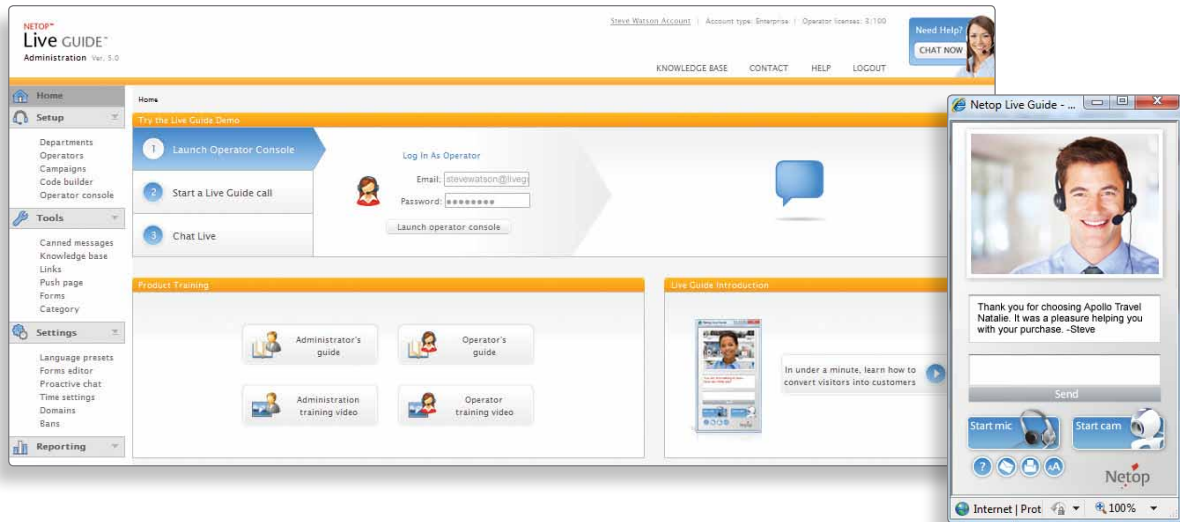 NETOP™
Live GUIDE™
Administration Ver. 5.0
Steve Watson Account | Account type: Enterprise / Operator licenses: 8/100
KNOWLEDGE BASE CONTACT HELP LOGOUT
Need Help?
CHAT NOW
Home
Setup
Departments
Operators
Campaigns
Code builder
Operator console
Tools
Canned messages
Knowledge base
Links
Push page
Forms
Category
Settings
Language presets
Forms editor
Proactive chat
Time settings
Domains
Bans
Reporting
Home
Try the Live Guide Demo
1 Launch Operator Console
2 Start a Live Guide call
3 Chat Live
Log In As Operator
Email: stevewatson@livegu
Password:
Launch operator console
Product Training
Administrator's
guide
Operator's
guide
Administration
training video
Operator
training video
Live Guide Introduction
In under a minute, learn how to
convert visitors into customers
Netop Live Guide - ...
Thank you for choosing Apollo Travel
Natalie. It was a pleasure helping you
with your purchase. -Steve
Send
Start mic
Start cam
? AA
Netop
Internet | Prot 100%